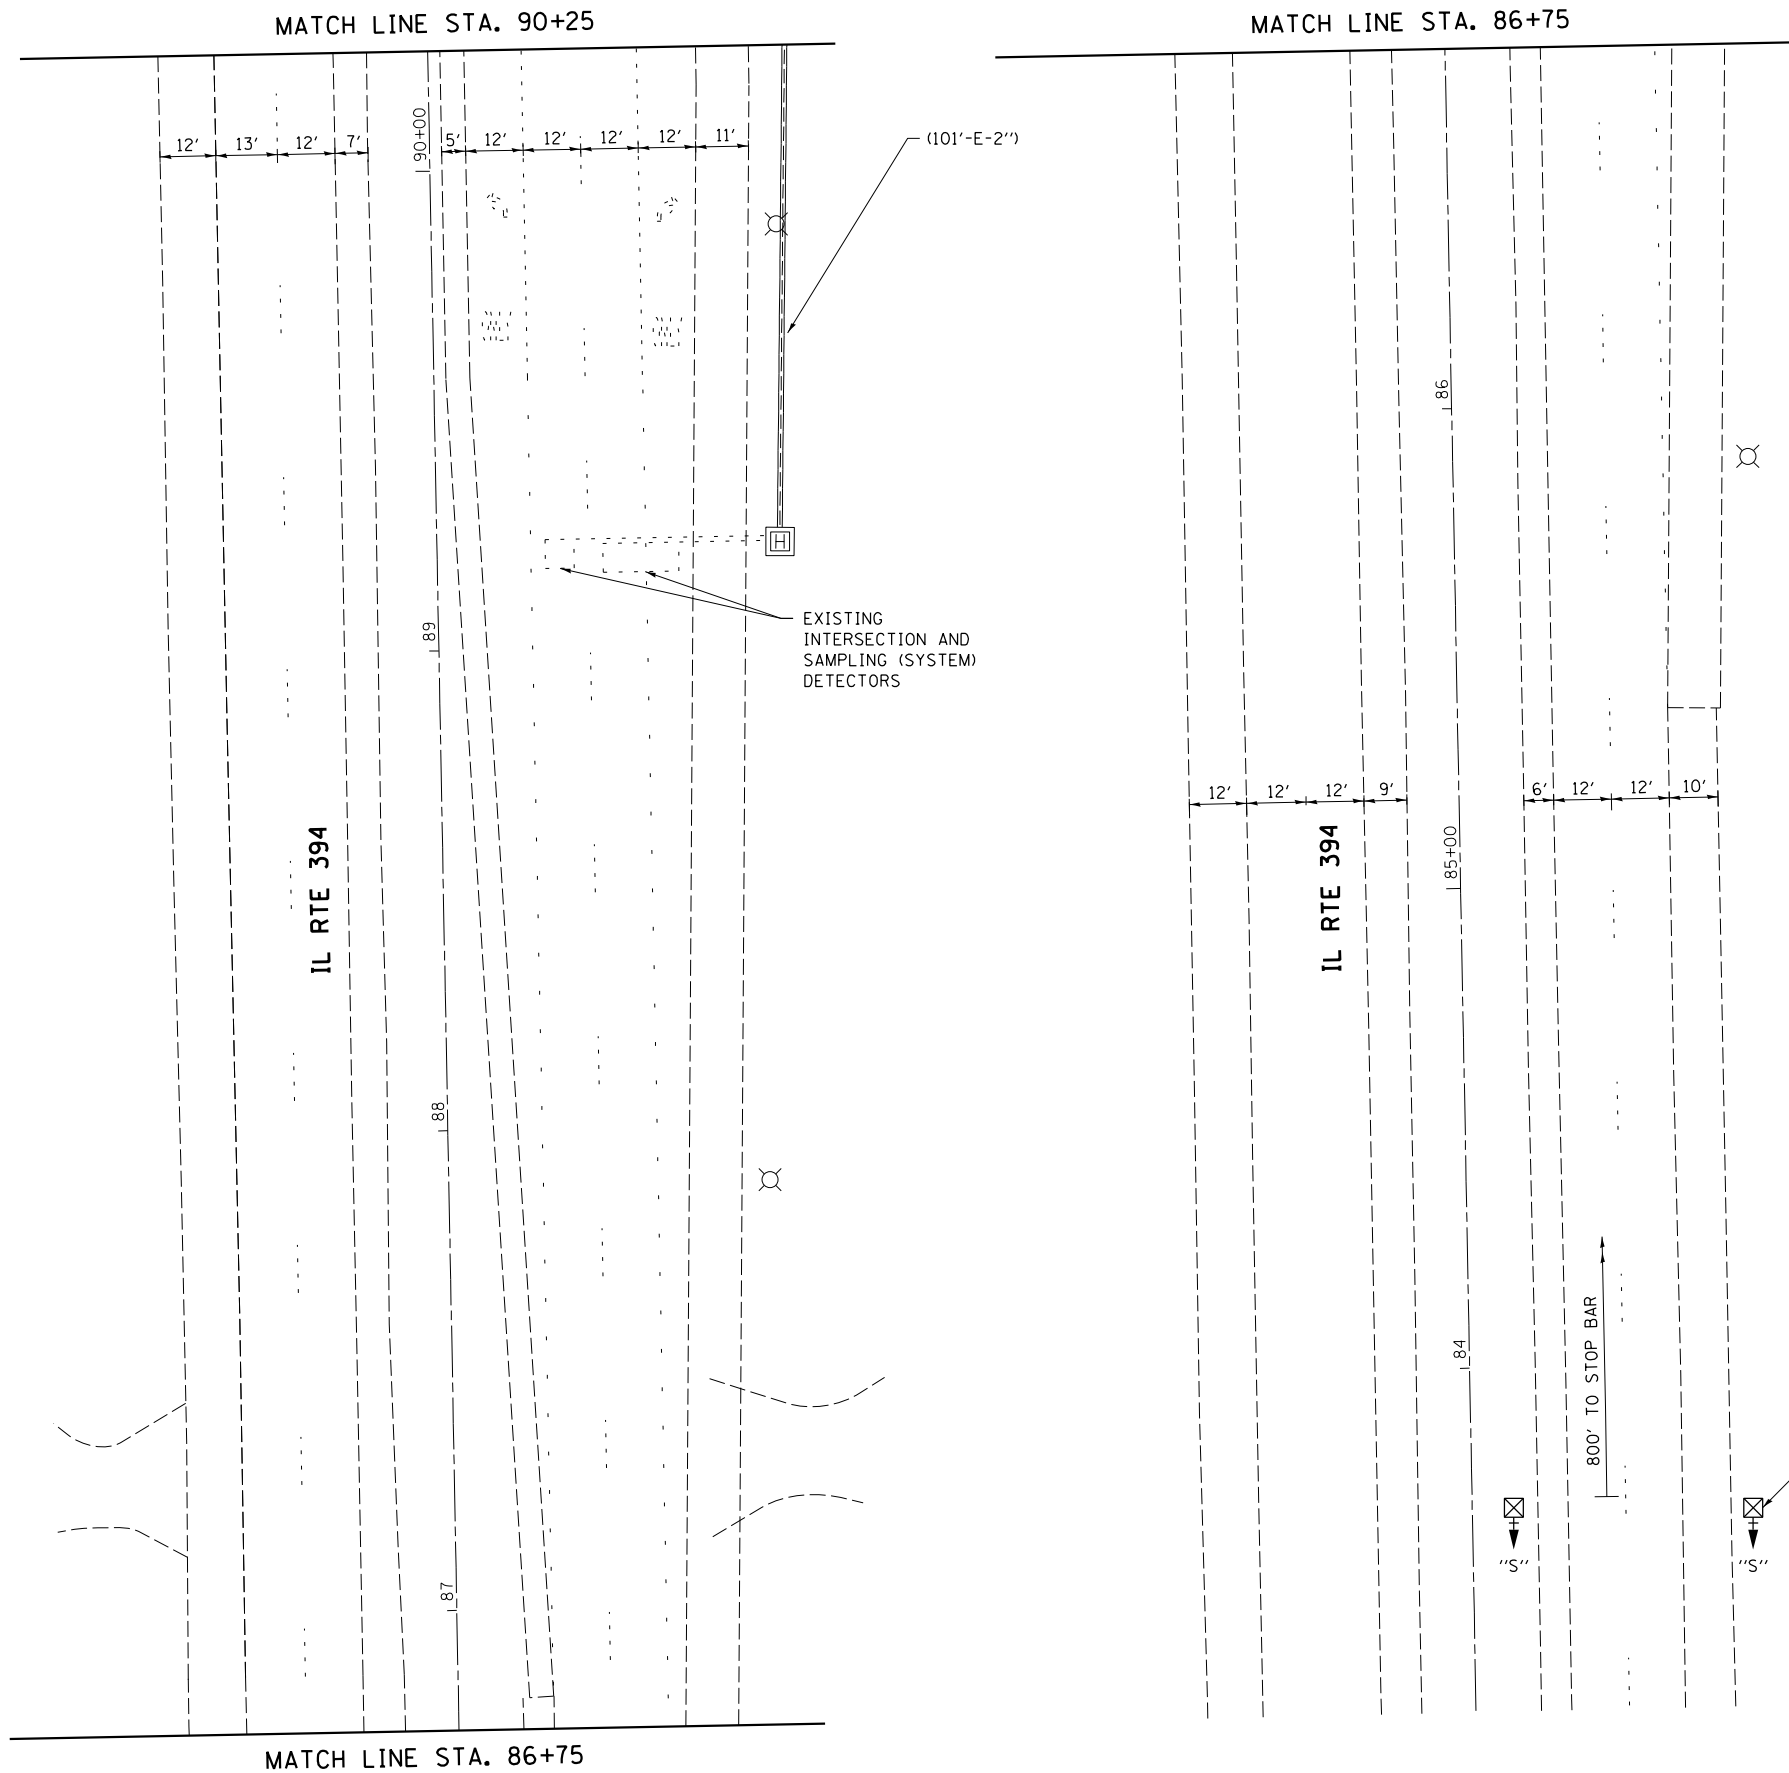 MATCH LINE STA. 90+25
12' 13' 12' 7' 90+00 5' 12' 12' 12' 12' 11'
(101'-E-2")
H
EXISTING
INTERSECTION AND
SAMPLING (SYSTEM)
DETECTORS
89
IL RTE 394
88
87
MATCH LINE STA. 86+75
MATCH LINE STA. 86+75
86
12' 12' 12' 9' 6' 12' 12' 10'
85+00
IL RTE 394
84
800' TO STOP BAR
"S" "S"